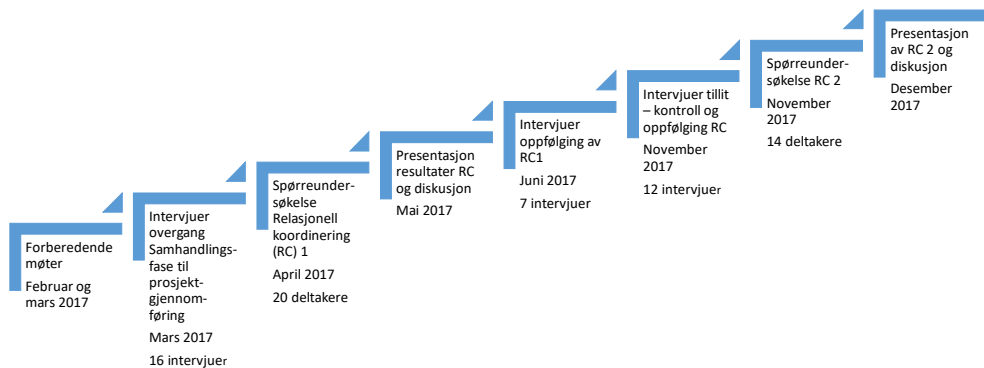 Forberedende
møter
Februar og
mars 2017
Intervjuer
overgang
Samhandlings-
fase til
prosjekt-
gjennom-
føring
Mars 2017
16 intervjuer
Spørreunder-
søkelse
Relasjonell
koordinering
(RC) 1
April 2017
20 deltakere
Presentasjon
resultater RC
og diskusjon
Mai 2017
Intervjuer
oppfølging av
RC1
Juni 2017
7 intervjuer
Intervjuer tillit
– kontroll og
oppfølging RC
November
2017
12 intervjuer
Spørreunder-
søkelse RC 2
November
2017
14 deltakere
Presentasjon
av RC 2 og
diskusjon
Desember
2017